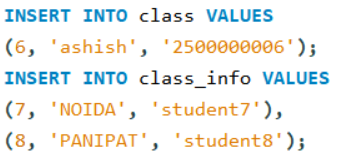 INSERT INTO class VALUES
(6, 'ashish', '2500000006');
INSERT INTO class_info VALUES
(7, 'NOIDA', 'student7'),
(8, 'PANIPAT', 'student8');